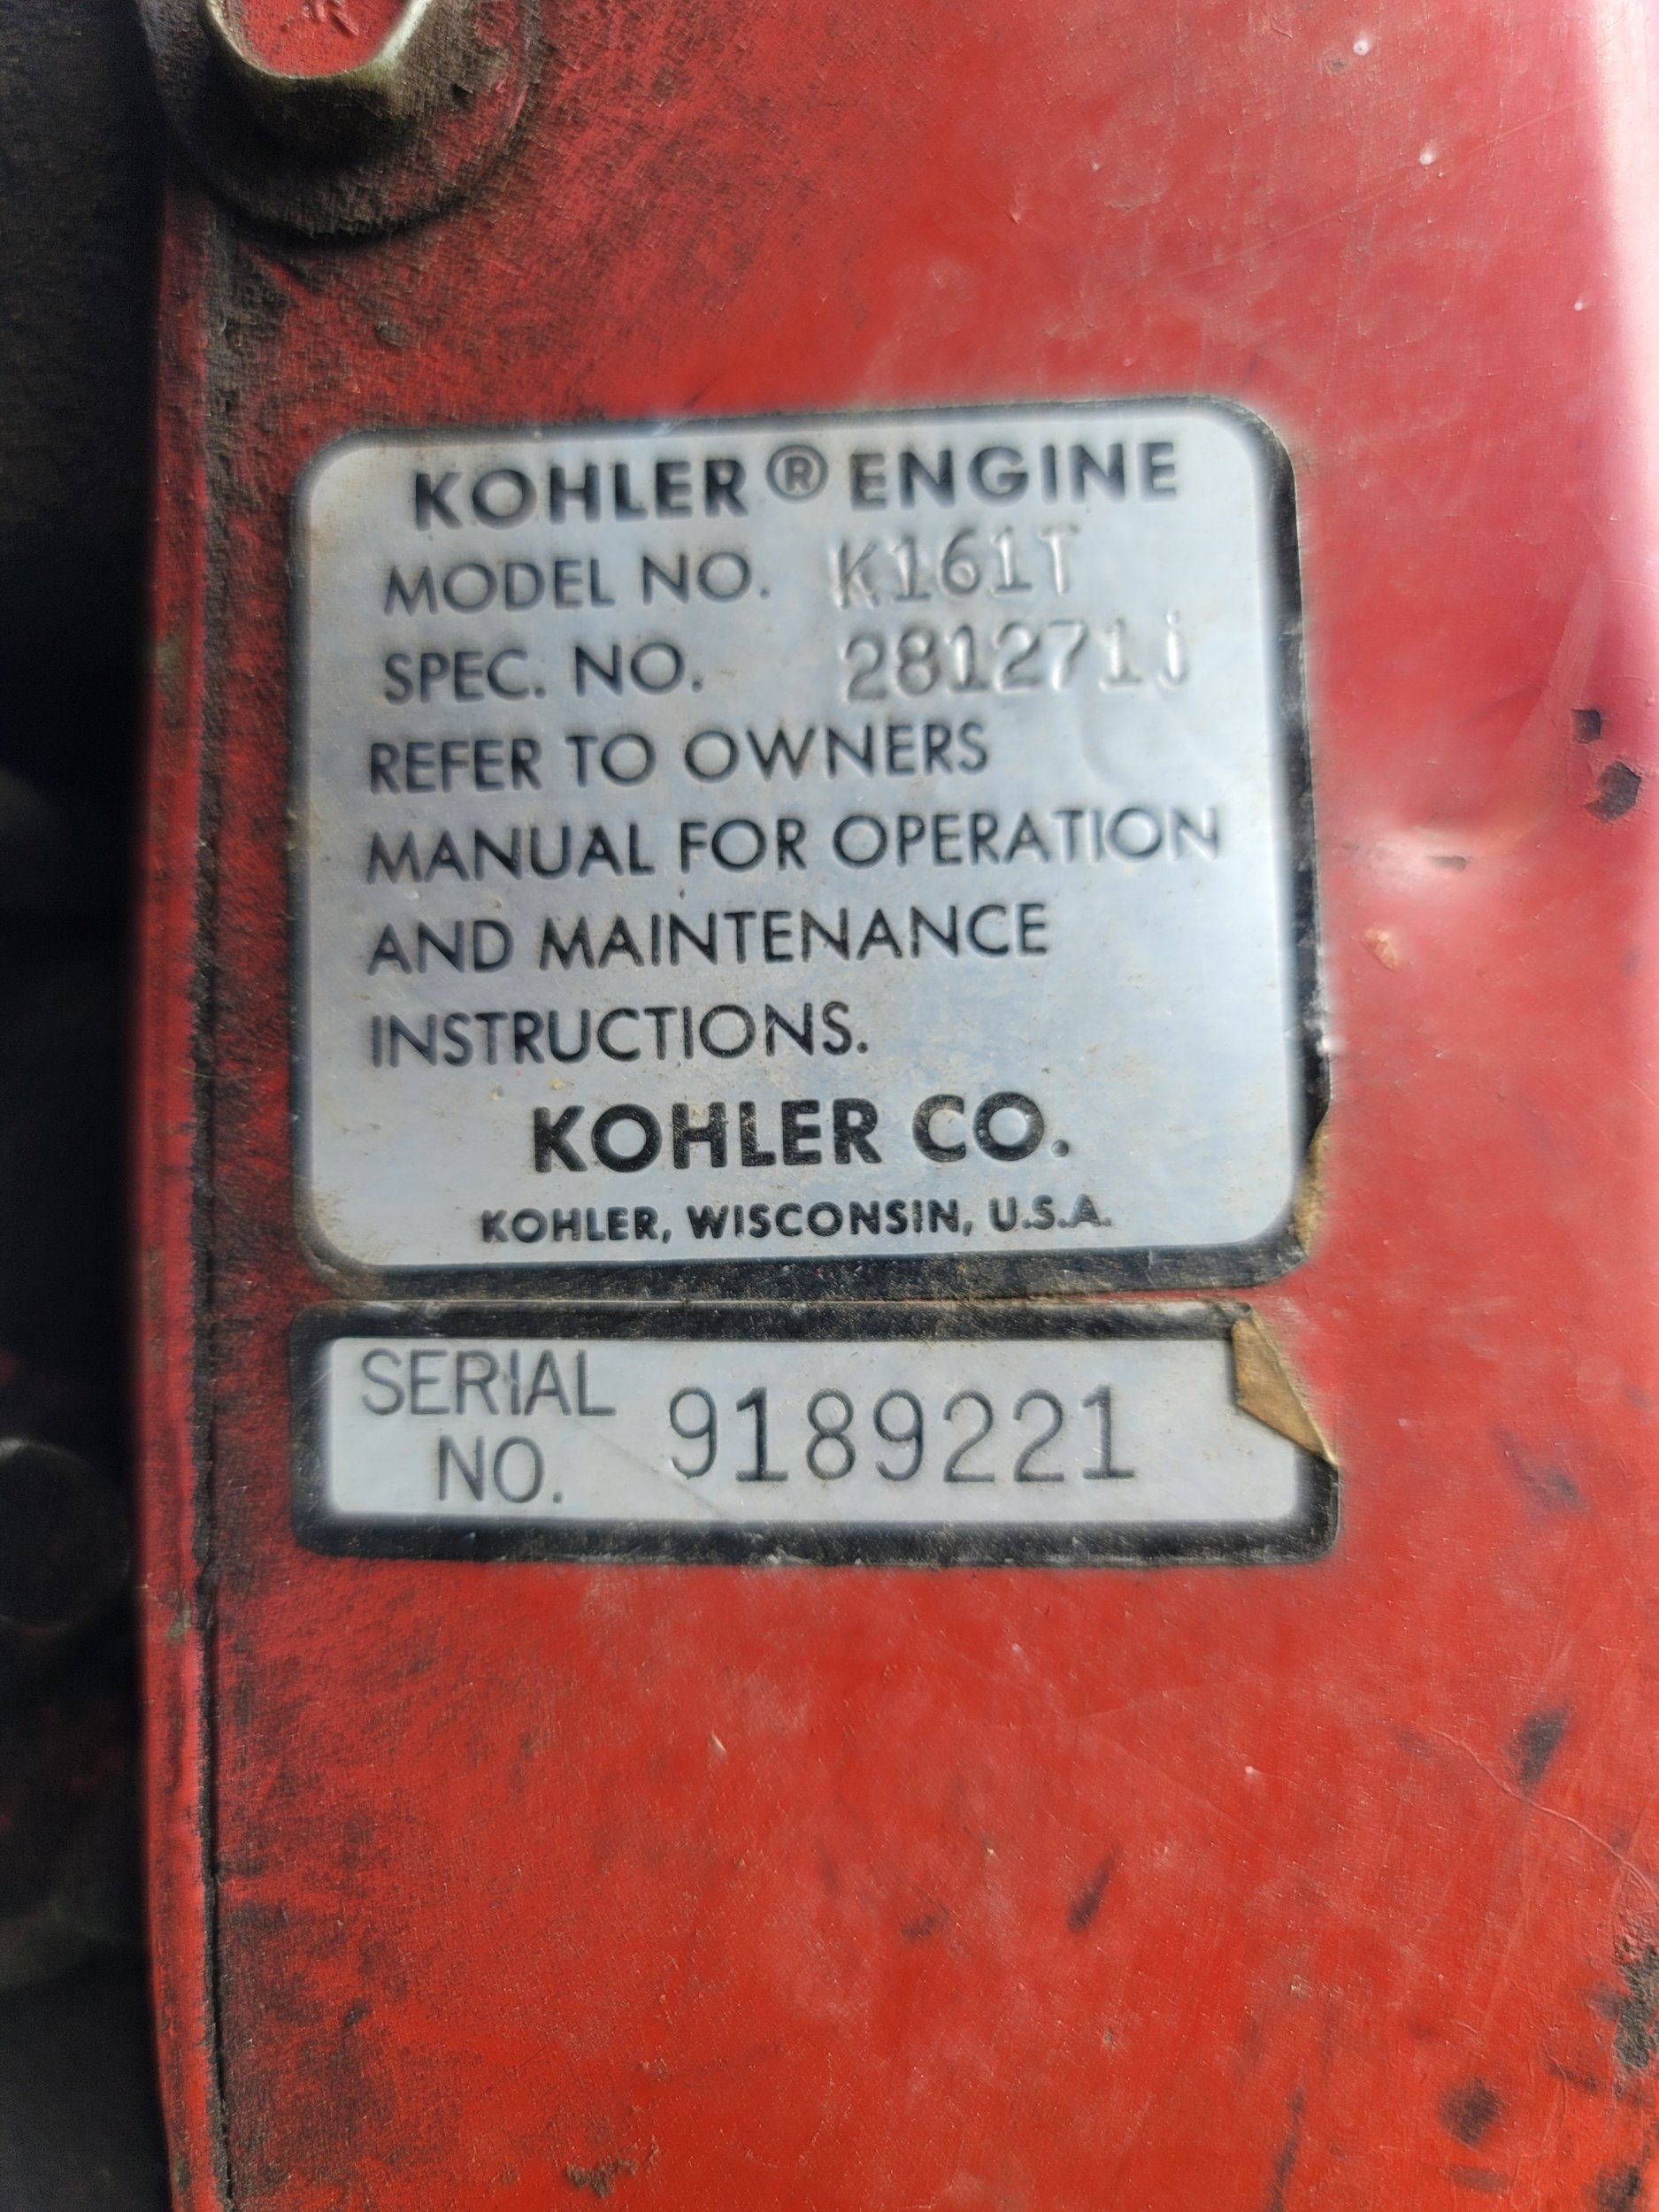 KOHLER® ENGINE
MODEL NO. K161T
SPEC. NO. 281271j
REFER TO OWNERS
MANUAL FOR OPERATION
AND MAINTENANCE
INSTRUCTIONS.
KOHLER CO.
KOHLER, WISCONSIN, U.S.A.
SERIAL
NO. 9189221